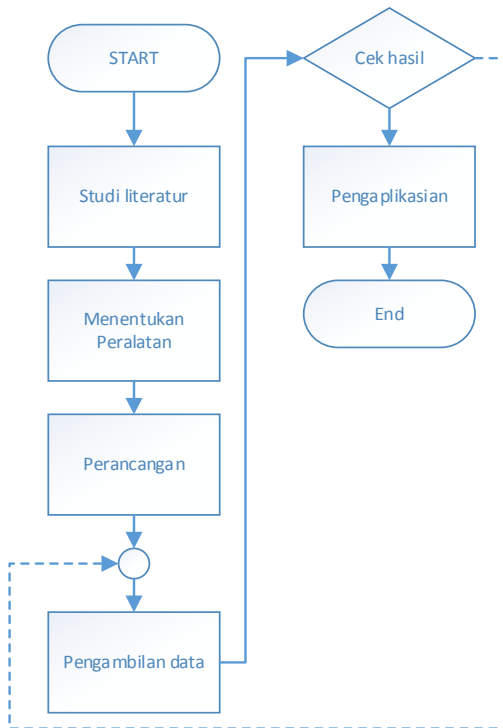 START
Studi literatur
Menentukan
Peralatan
Perancangan
Pengambilan data
Cek hasil
Pengaplikasian
End